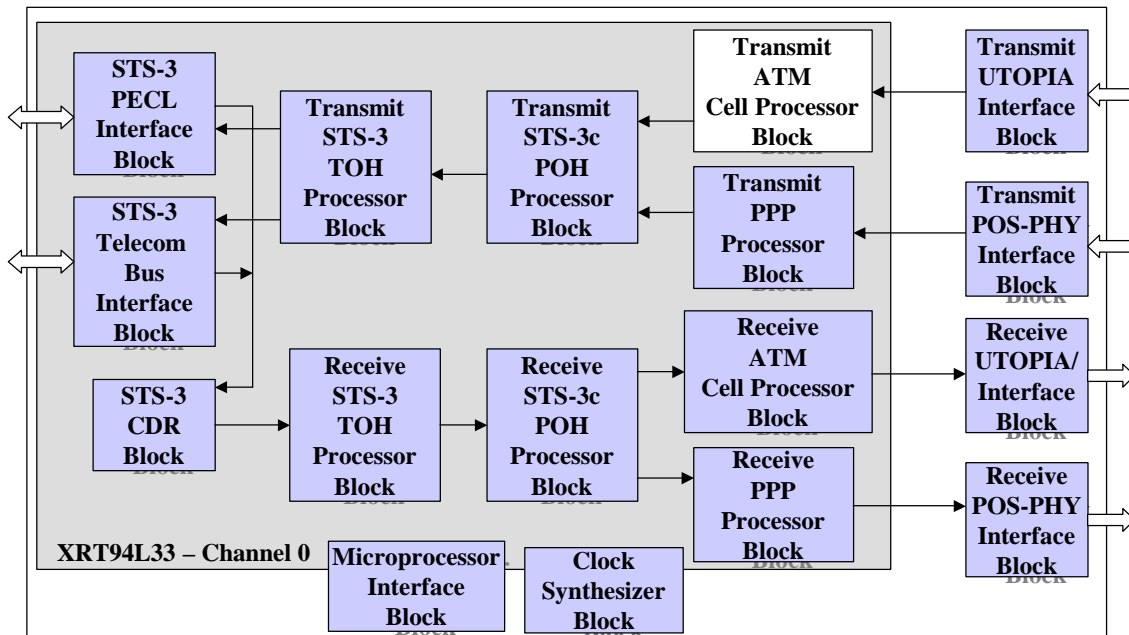 STS-3
PECL
Interface
Block
Transmit
STS-3
TOH
Processor
Block
Transmit
STS-3c
POH
Processor
Block
Transmit
ATM
Cell Processor
Block
Transmit
UTOPIA
Interface
Block
STS-3
Telecom
Bus
Interface
Block
Transmit
PPP
Processor
Block
Transmit
POS-PHY
Interface
Block
STS-3
CDR
Block
Receive
STS-3
TOH
Processor
Block
Receive
STS-3c
POH
Processor
Block
Receive
ATM
Cell Processor
Block
Receive
UTOPIA/
Interface
Block
Receive
PPP
Processor
Block
Receive
POS-PHY
Interface
Block
XRT94L33 – Channel 0
Microprocessor
Interface
Block
Clock
Synthesizer
Block